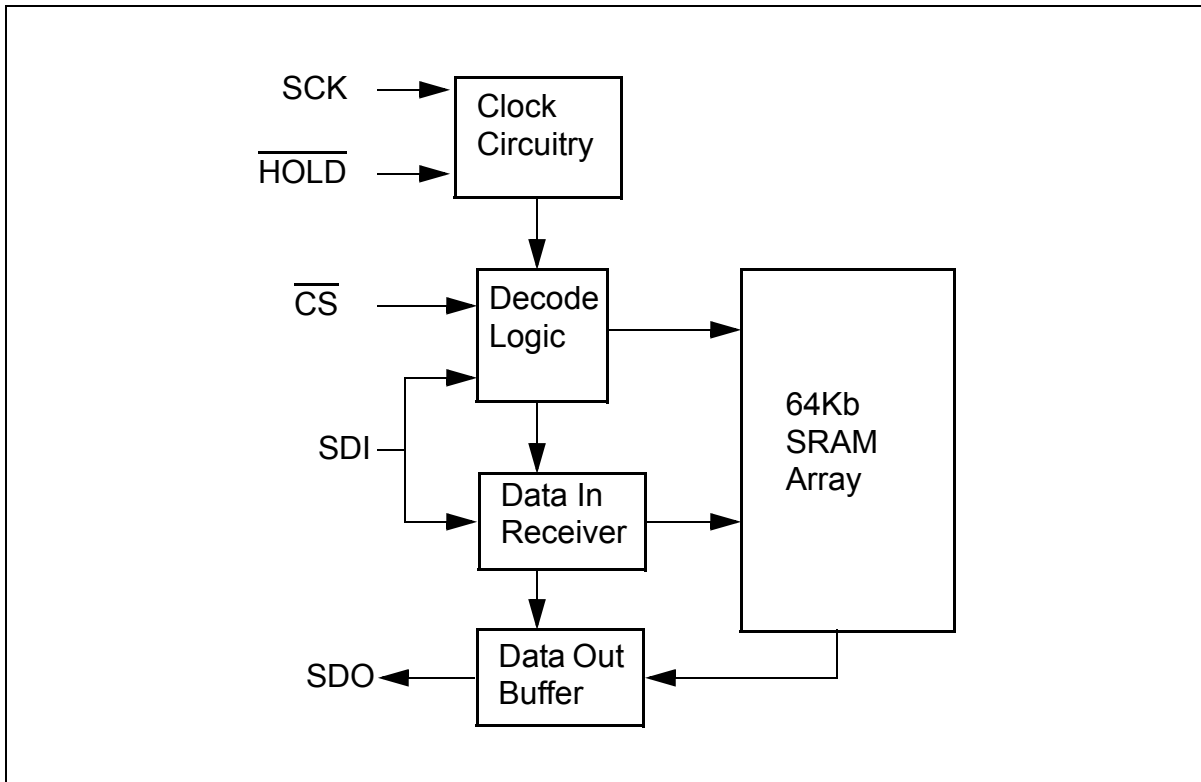 SCK
Clock
Circuitry
HOLD
CS
Decode
Logic
64Kb
SRAM
Array
SDI
Data In
Receiver
SDO
Data Out
Buffer